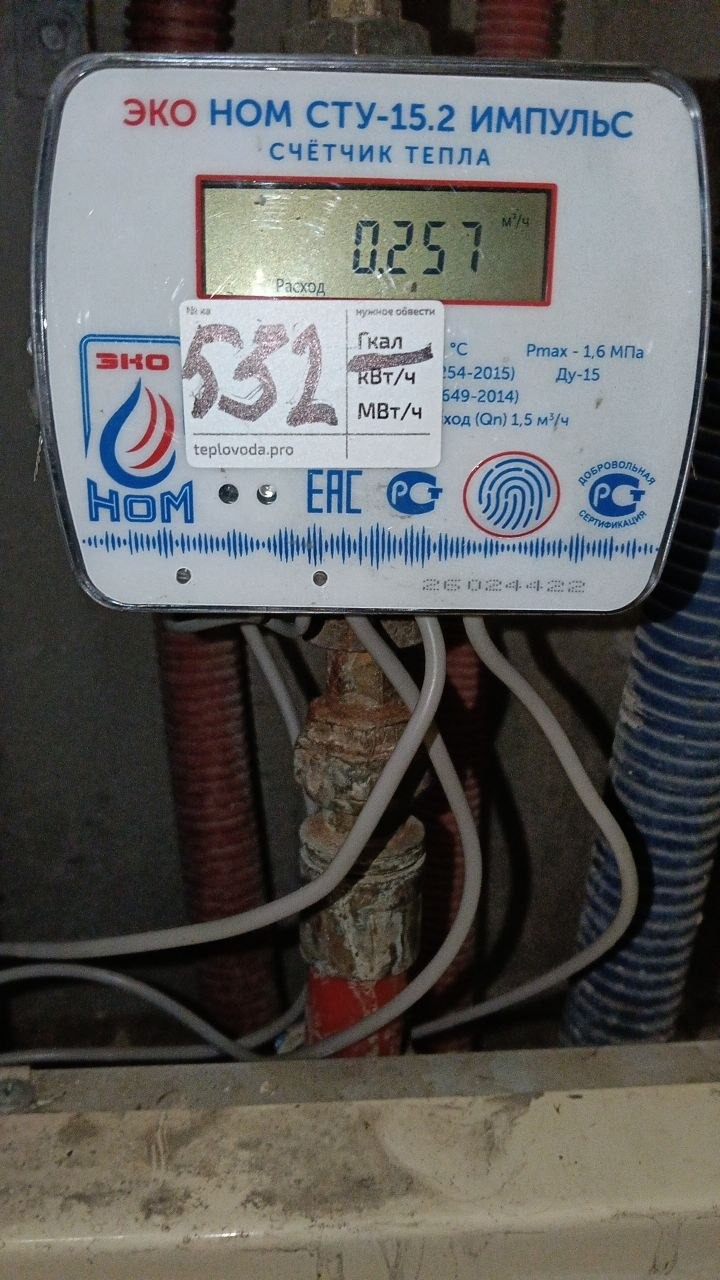 ЭКО НОМ СТУ-15.2 ИМПУЛЬС
СЧЁТЧИК ТЕПЛА
0.257 м³/ч
Расход
№ кв
нужное обвести
532
Гкал
кВт/ч
МВт/ч
teplovoda.pro
°C
Pmax - 1,6 МПа
254-2015)
Ду-15
649-2014)
ход (Qn) 1,5 м³/ч
ЭКО
НОМ
ЕАС
РСТ
ДОБРОВОЛЬНАЯ
РСТ
СЕРТИФИКАЦИЯ
26024422